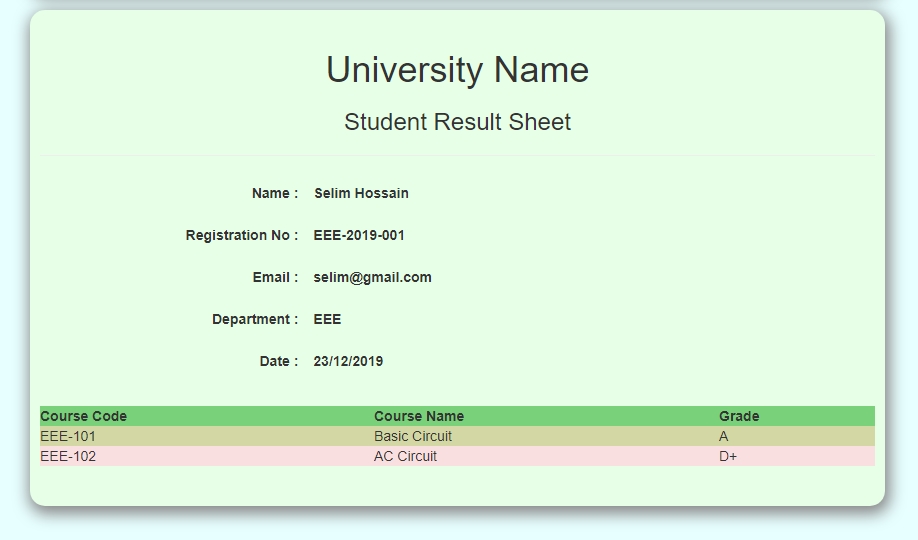 University Name
Student Result Sheet
Name : Selim Hossain
Registration No : EEE-2019-001
Email : selim@gmail.com
Department : EEE
Date : 23/12/2019
Course Code Course Name Grade
EEE-101 Basic Circuit A
EEE-102 AC Circuit D+